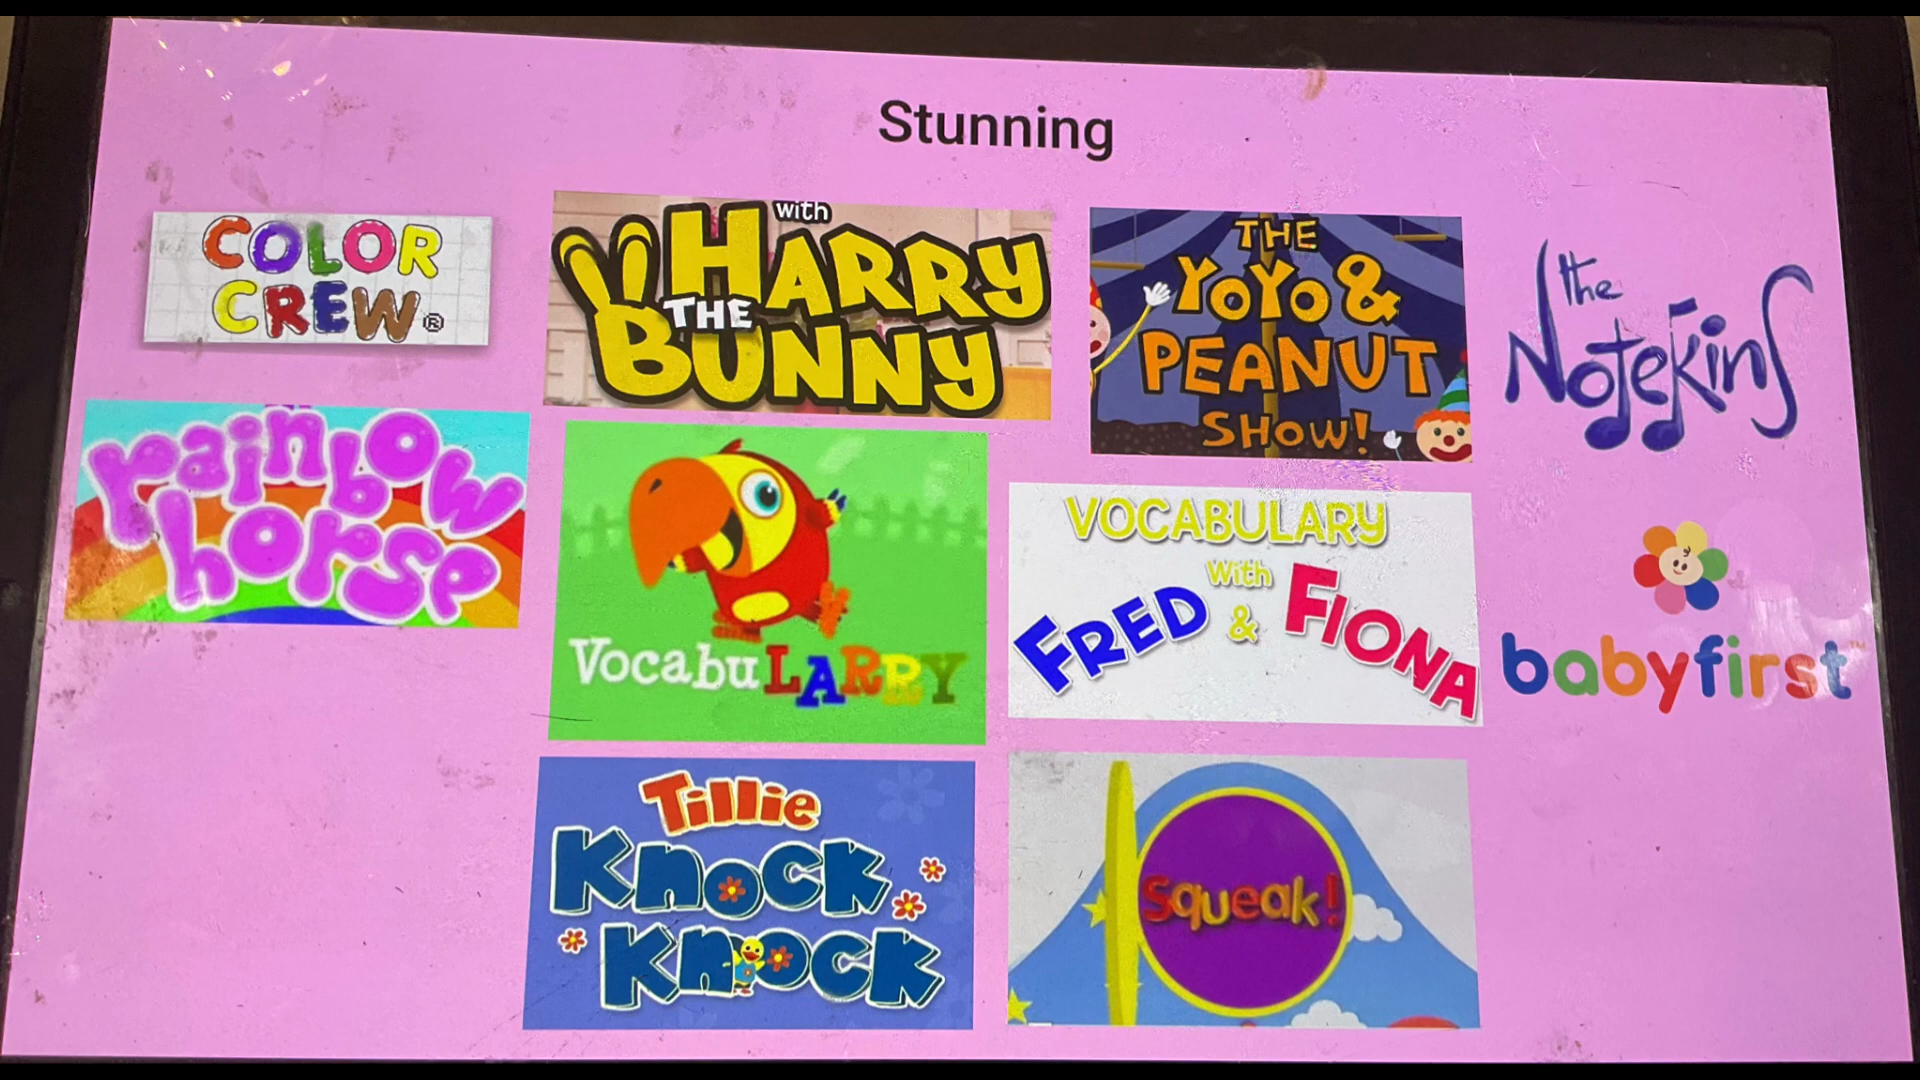 Stunning
COLOR
CREW®
with
HARRY
THE
BUNNY
THE
YOYO &
PEANUT
SHOW!
the
Notekins
rainbow
horse
VocabuLARRY
VOCABULARY
with
FRED & FIONA
babyfirst™
Tillie
Knock
Knock
Squeak!